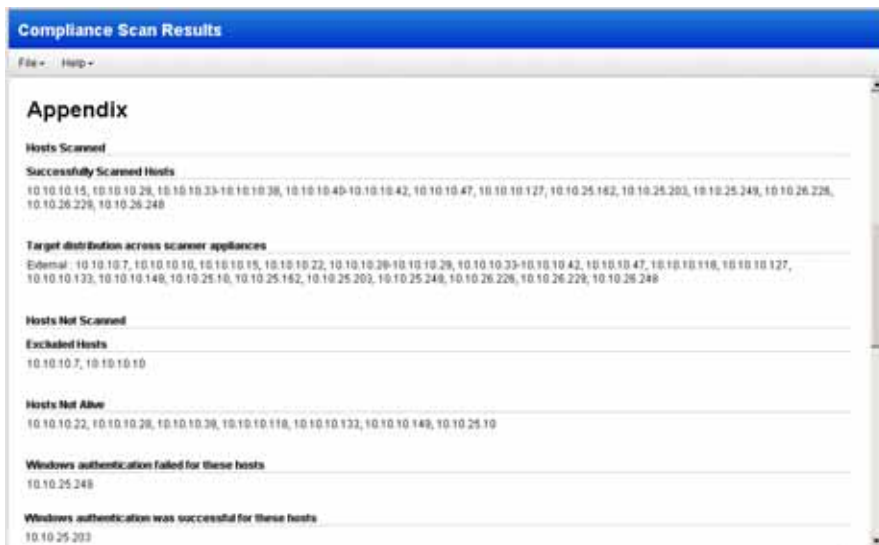 Compliance Scan Results
File Help
Appendix
Hosts Scanned
Successfully Scanned Hosts
10.10.10.15, 10.10.10.29, 10.10.10.33-10.10.10.38, 10.10.10.40-10.10.10.42, 10.10.10.47, 10.10.10.127, 10.10.25.162, 10.10.25.203, 10.10.25.249, 10.10.26.226,
10.10.26.229, 10.10.26.248
Target distribution across scanner appliances
External : 10.10.10.7, 10.10.10.10, 10.10.10.15, 10.10.10.22, 10.10.10.28-10.10.10.29, 10.10.10.33-10.10.10.42, 10.10.10.47, 10.10.10.118, 10.10.10.127,
10.10.10.133, 10.10.10.149, 10.10.25.10, 10.10.25.162, 10.10.25.203, 10.10.25.249, 10.10.26.226, 10.10.26.229, 10.10.26.248
Hosts Not Scanned
Excluded Hosts
10.10.10.7, 10.10.10.10
Hosts Not Alive
10.10.10.22, 10.10.10.28, 10.10.10.39, 10.10.10.118, 10.10.10.133, 10.10.10.149, 10.10.25.10
Windows authentication failed for these hosts
10.10.25.249
Windows authentication was successful for these hosts
10.10.25.203